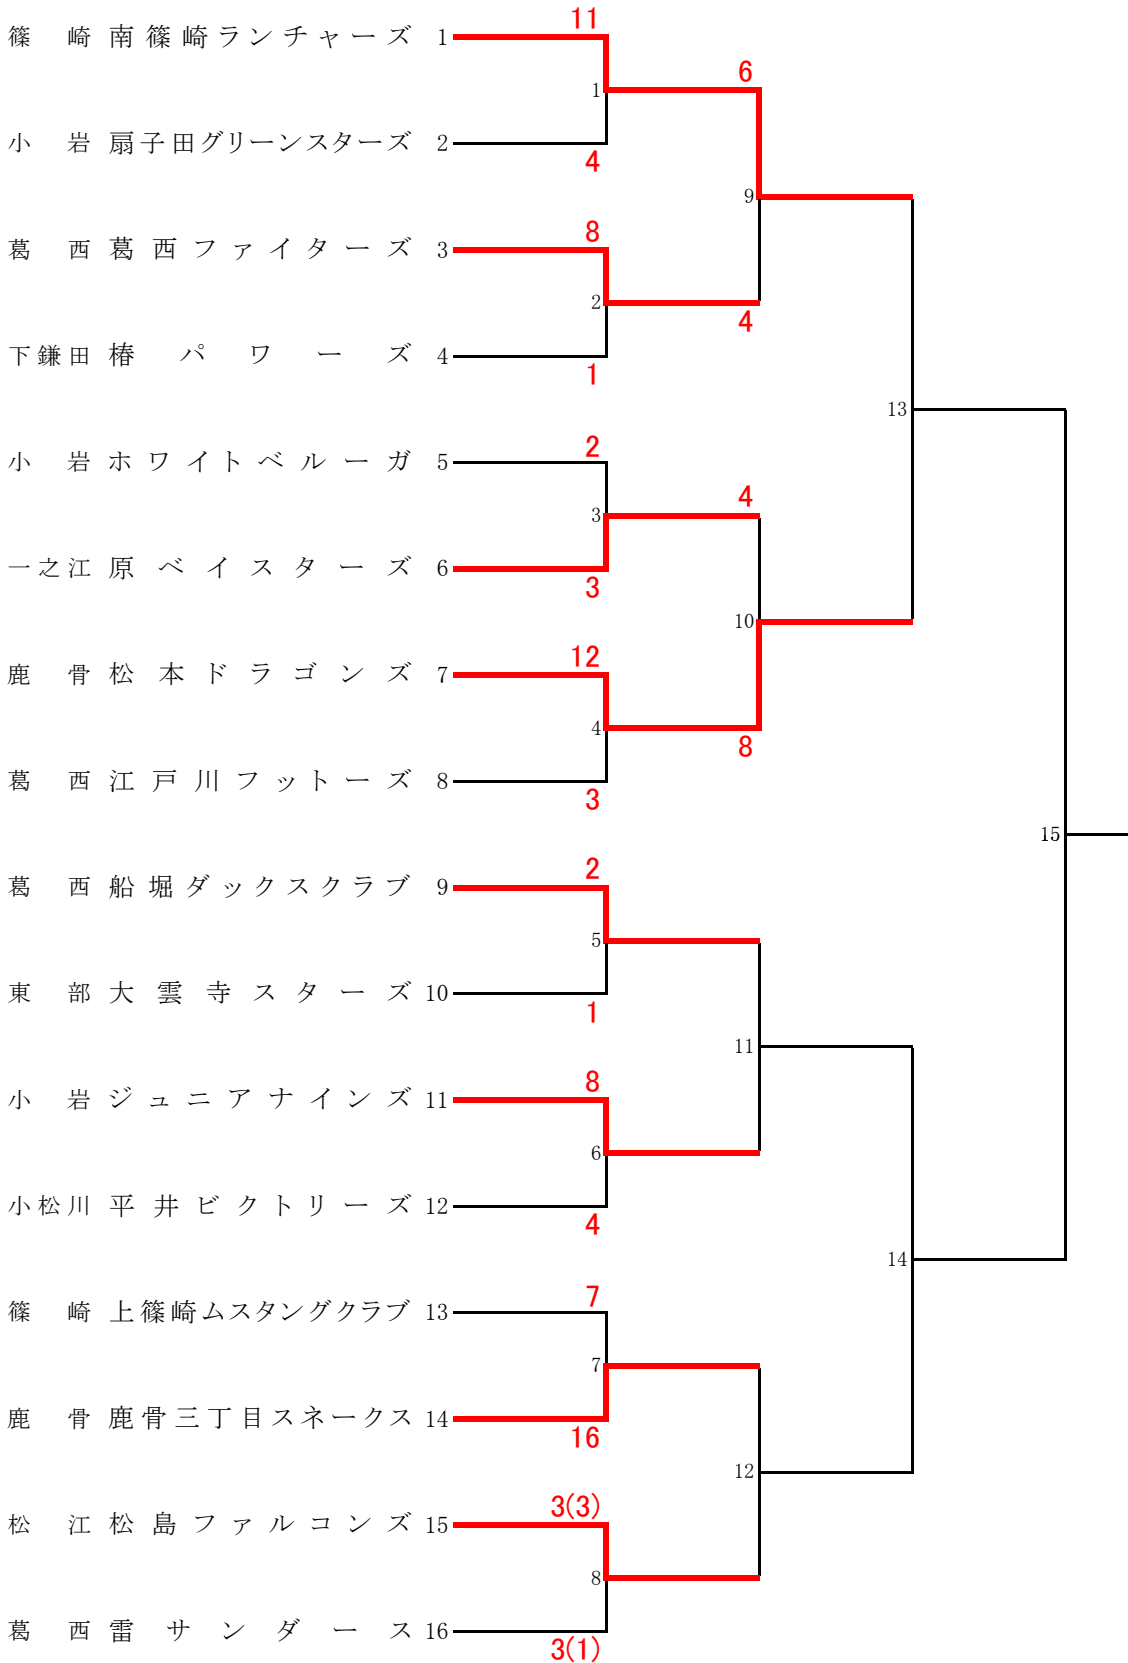 11
篠崎 南篠崎ランチャーズ 1
6
1
小岩 扇子田グリーンスターズ 2
4
9
8
葛西 葛西ファイターズ 3
2
4
下鎌田 椿パワーズ 4
1
13
2
小岩 ホワイトベルーガ 5
4
3
一之江 原ベイスターズ 6
3
10
12
鹿骨 松本ドラゴンズ 7
4
8
葛西 江戸川フットーズ 8
3
15
2
葛西 船堀ダックスクラブ 9
5
東部 大雲寺スターズ 10
1
11
8
小岩 ジュニアナインズ 11
6
小松川 平井ビクトリーズ 12
4
14
7
篠崎 上篠崎ムスタングクラブ 13
7
鹿骨 鹿骨三丁目スネークス 14
16
12
3(3)
松江 松島ファルコンズ 15
8
葛西 雷サンダース 16
3(1)